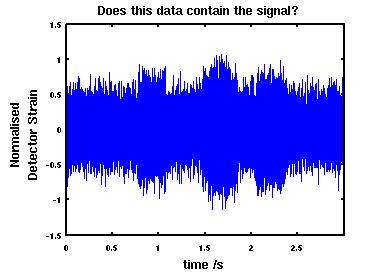 Does this data contain the signal?
1.5
1
0.5
0
-0.5
-1
-1.5
Normalised
Detector Strain
0 0.5 1 1.5 2 2.5
time /s